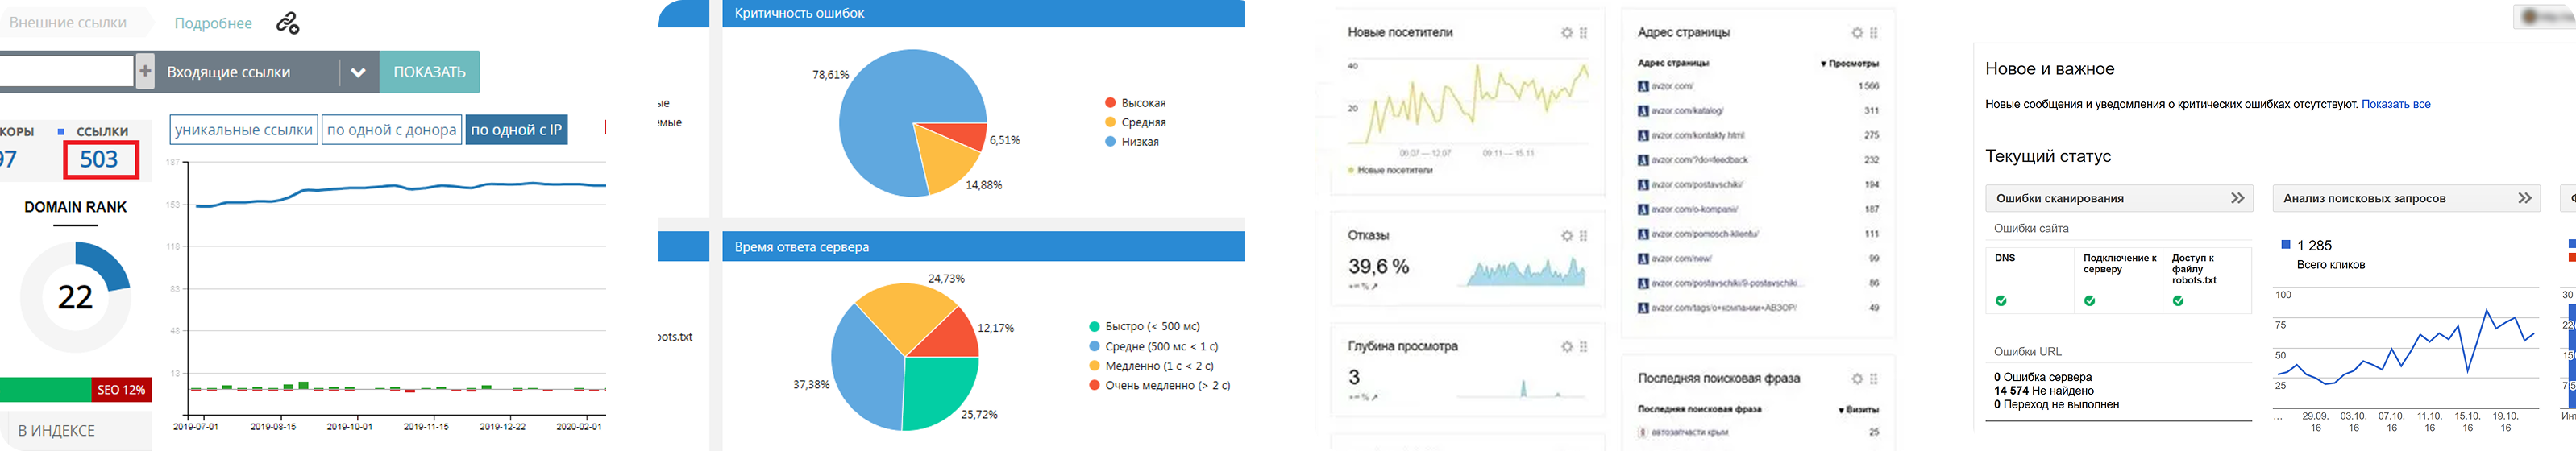 Внешние ссылки
Подробнее
Входящие ссылки
ПОКАЗАТЬ
КОРЫ
ССЫЛКИ
97
503
уникальные ссылки
по одной с донора
по одной с IP
DOMAIN RANK
22
SEO 12%
В ИНДЕКСЕ
187
153
118
83
48
13
2019-07-01
2019-08-15
2019-10-01
2019-11-15
2019-12-22
2020-02-01
ые
емые
оots.txt
Критичность ошибок
78,61%
6,51%
14,88%
Высокая
Средняя
Низкая
Время ответа сервера
24,73%
12,17%
37,38%
25,72%
Быстро (< 500 мс)
Средне (500 мс < 1 с)
Медленно (1 с < 2 с)
Очень медленно (> 2 с)
Новые посетители
40
20
06.07 — 12.07
09.11 — 15.11
Новые посетители
Отказы
39,6 %
Глубина просмотра
3
Адрес страницы
Адрес страницы ▼ Просмотры
avzor.com/ 1 566
avzor.com/katalog/ 311
avzor.com/kontakty.html 275
avzor.com/?do=feedback 232
avzor.com/postavschiki/ 194
avzor.com/o-kompanii/ 187
avzor.com/pomosch-klientu/ 111
avzor.com/new/ 99
avzor.com/postavschiki/9-postavschiki... 86
avzor.com/tags/о+компании+АВЗОР/ 49
Последняя поисковая фраза
Последняя поисковая фраза ▼ Визиты
автозапчасти крым 25
Новое и важное
Новые сообщения и уведомления о критических ошибках отсутствуют. Показать все
Текущий статус
Ошибки сканирования
Ошибки сайта
DNS
Подключение к
серверу
Доступ к
файлу
robots.txt
Ошибки URL
0 Ошибка сервера
14 574 Не найдено
0 Переход не выполнен
Анализ поисковых запросов
1 285
Всего кликов
100
75
50
25
... 29.09. 03.10. 07.10. 11.10. 15.10. 19.10.
16 16 16 16 16 16
30
22
15
7,5
Инт